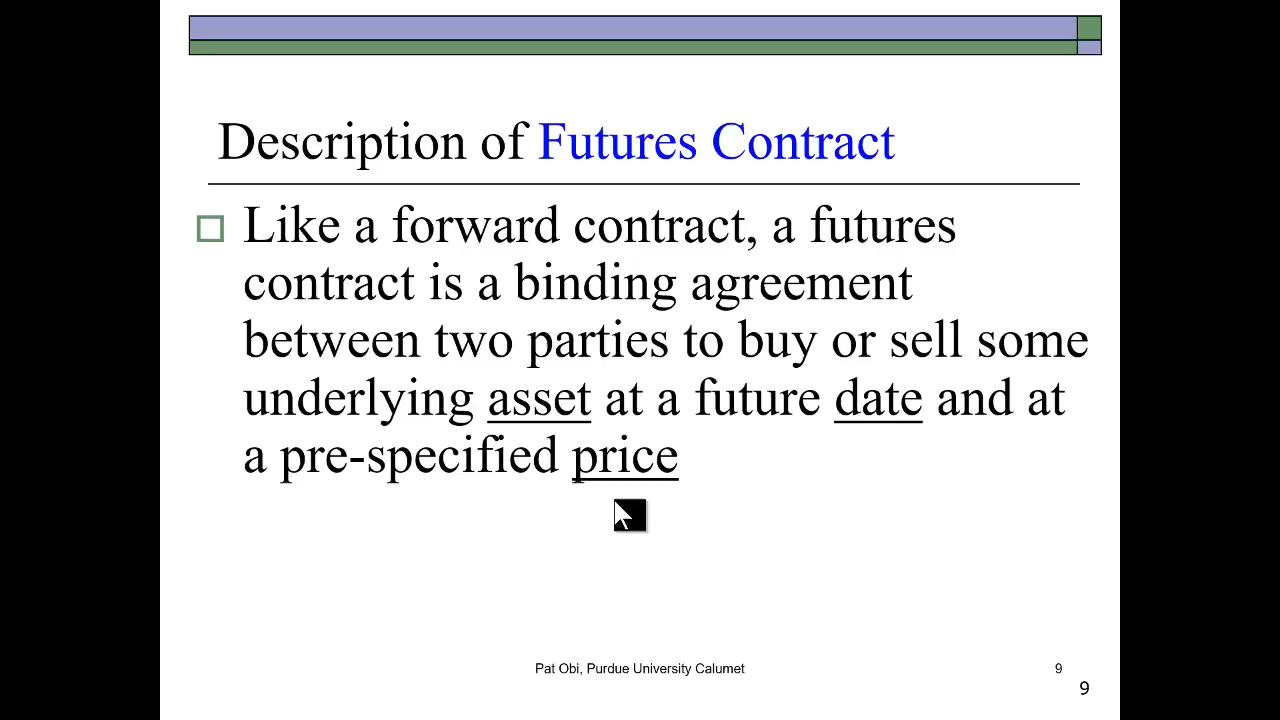 Description of Futures Contract
Like a forward contract, a futures
contract is a binding agreement
between two parties to buy or sell some
underlying asset at a future date and at
a pre-specified price
Pat Obi, Purdue University Calumet
9
9